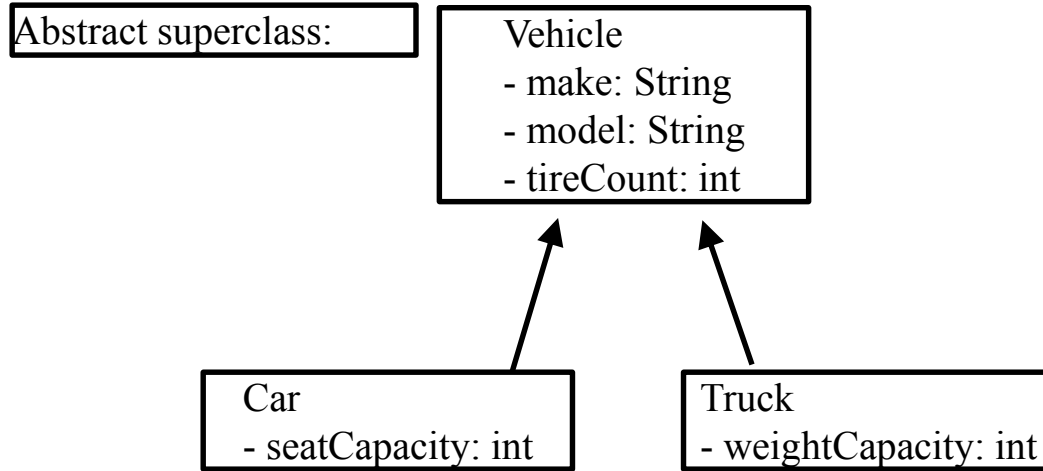 Abstract superclass:
Vehicle
- make: String
- model: String
- tireCount: int
Car
- seatCapacity: int
Truck
- weightCapacity: int